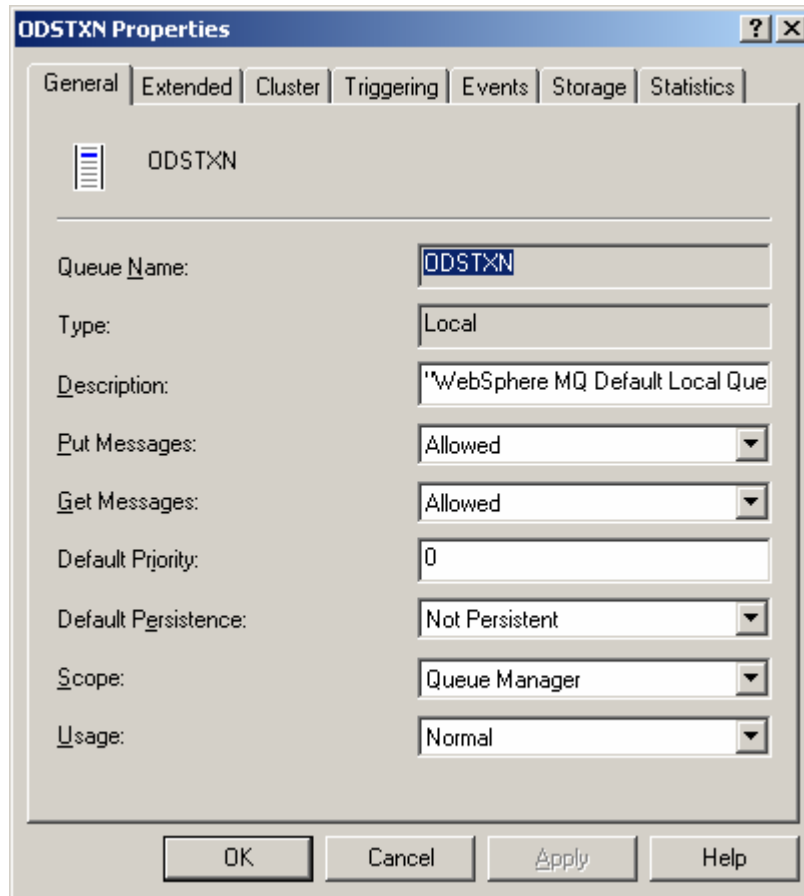 ODSTXN Properties
General Extended Cluster Triggering Events Storage Statistics
ODSTXN
Queue Name: ODSTXN
Type: Local
Description: "WebSphere MQ Default Local Que
Put Messages: Allowed
Get Messages: Allowed
Default Priority: 0
Default Persistence: Not Persistent
Scope: Queue Manager
Usage: Normal
OK Cancel Apply Help